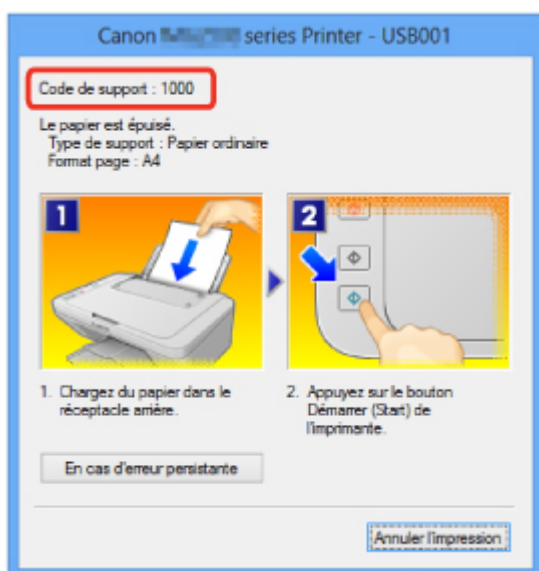 Canon series Printer - USB001
Code de support : 1000
Le papier est épuisé.
Type de support : Papier ordinaire
Format page : A4
1
2
1. Chargez du papier dans le
réceptacle arrière.
2. Appuyez sur le bouton
Démarrer (Start) de
l'imprimante.
En cas d'erreur persistante
Annuler l'impression